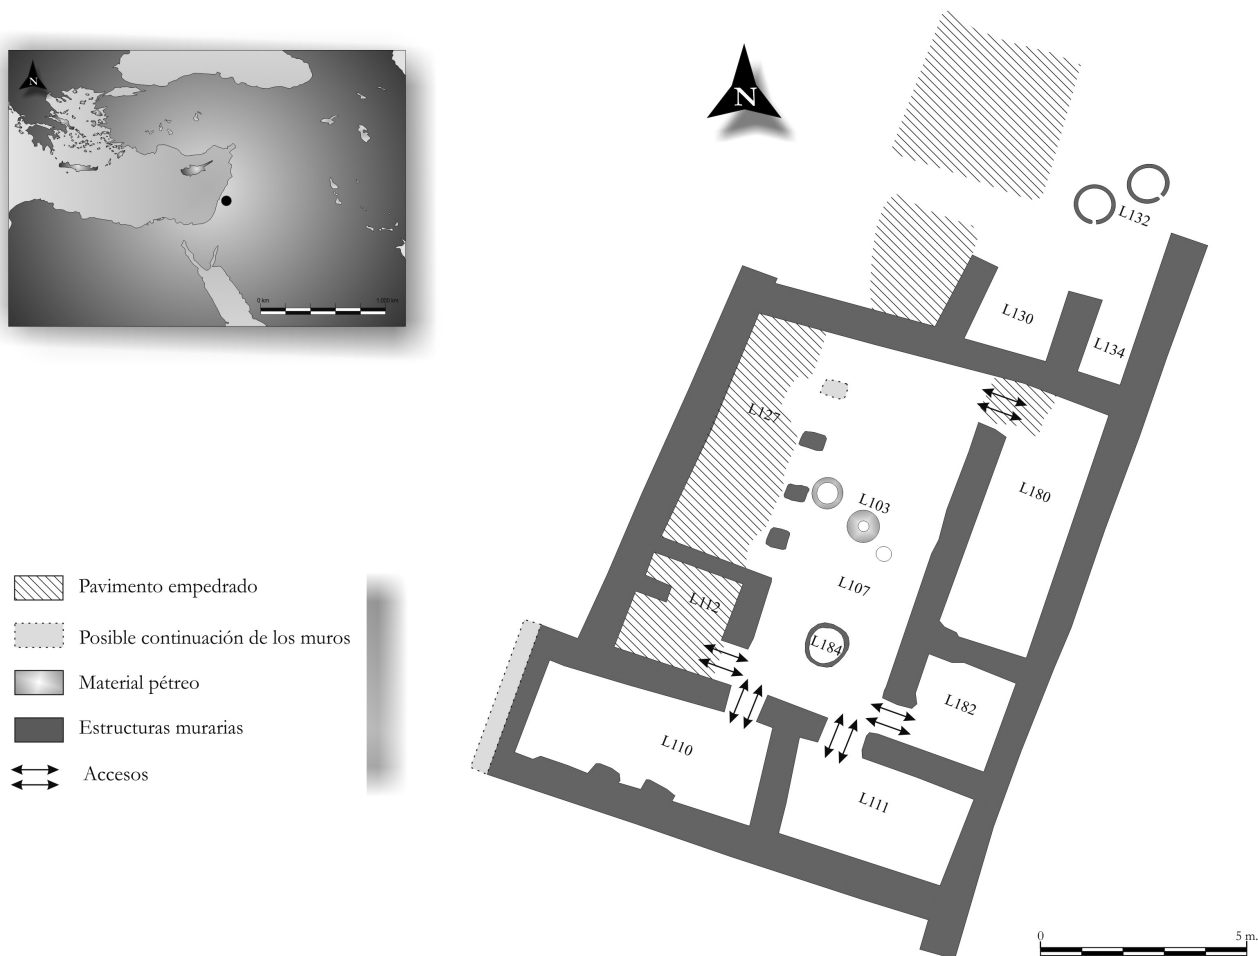 N
0 km
1,000 km
Pavimento empedrado
Posible continuación de los muros
Material pétreo
Estructuras murarias
Accesos
N
L132
L130
L134
L127
L180
L103
L107
L112
L184
L182
L110
L111
0
5 m.